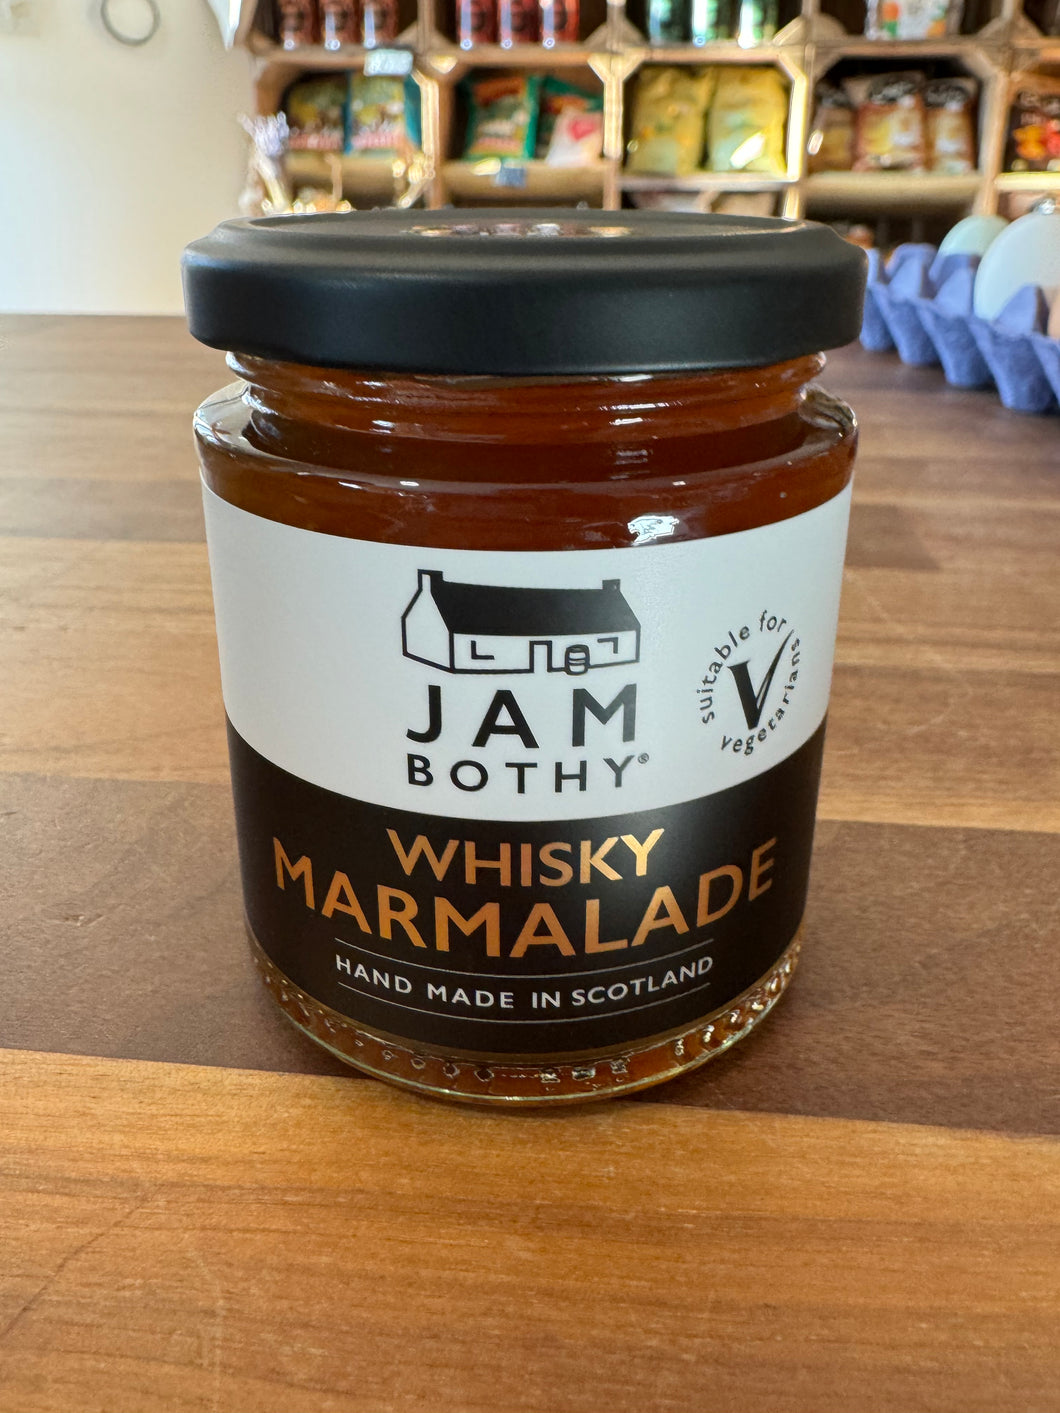 JAM
BOTHY®
suitable for
vegetarians
V
WHISKY
MARMALADE
HAND MADE IN SCOTLAND